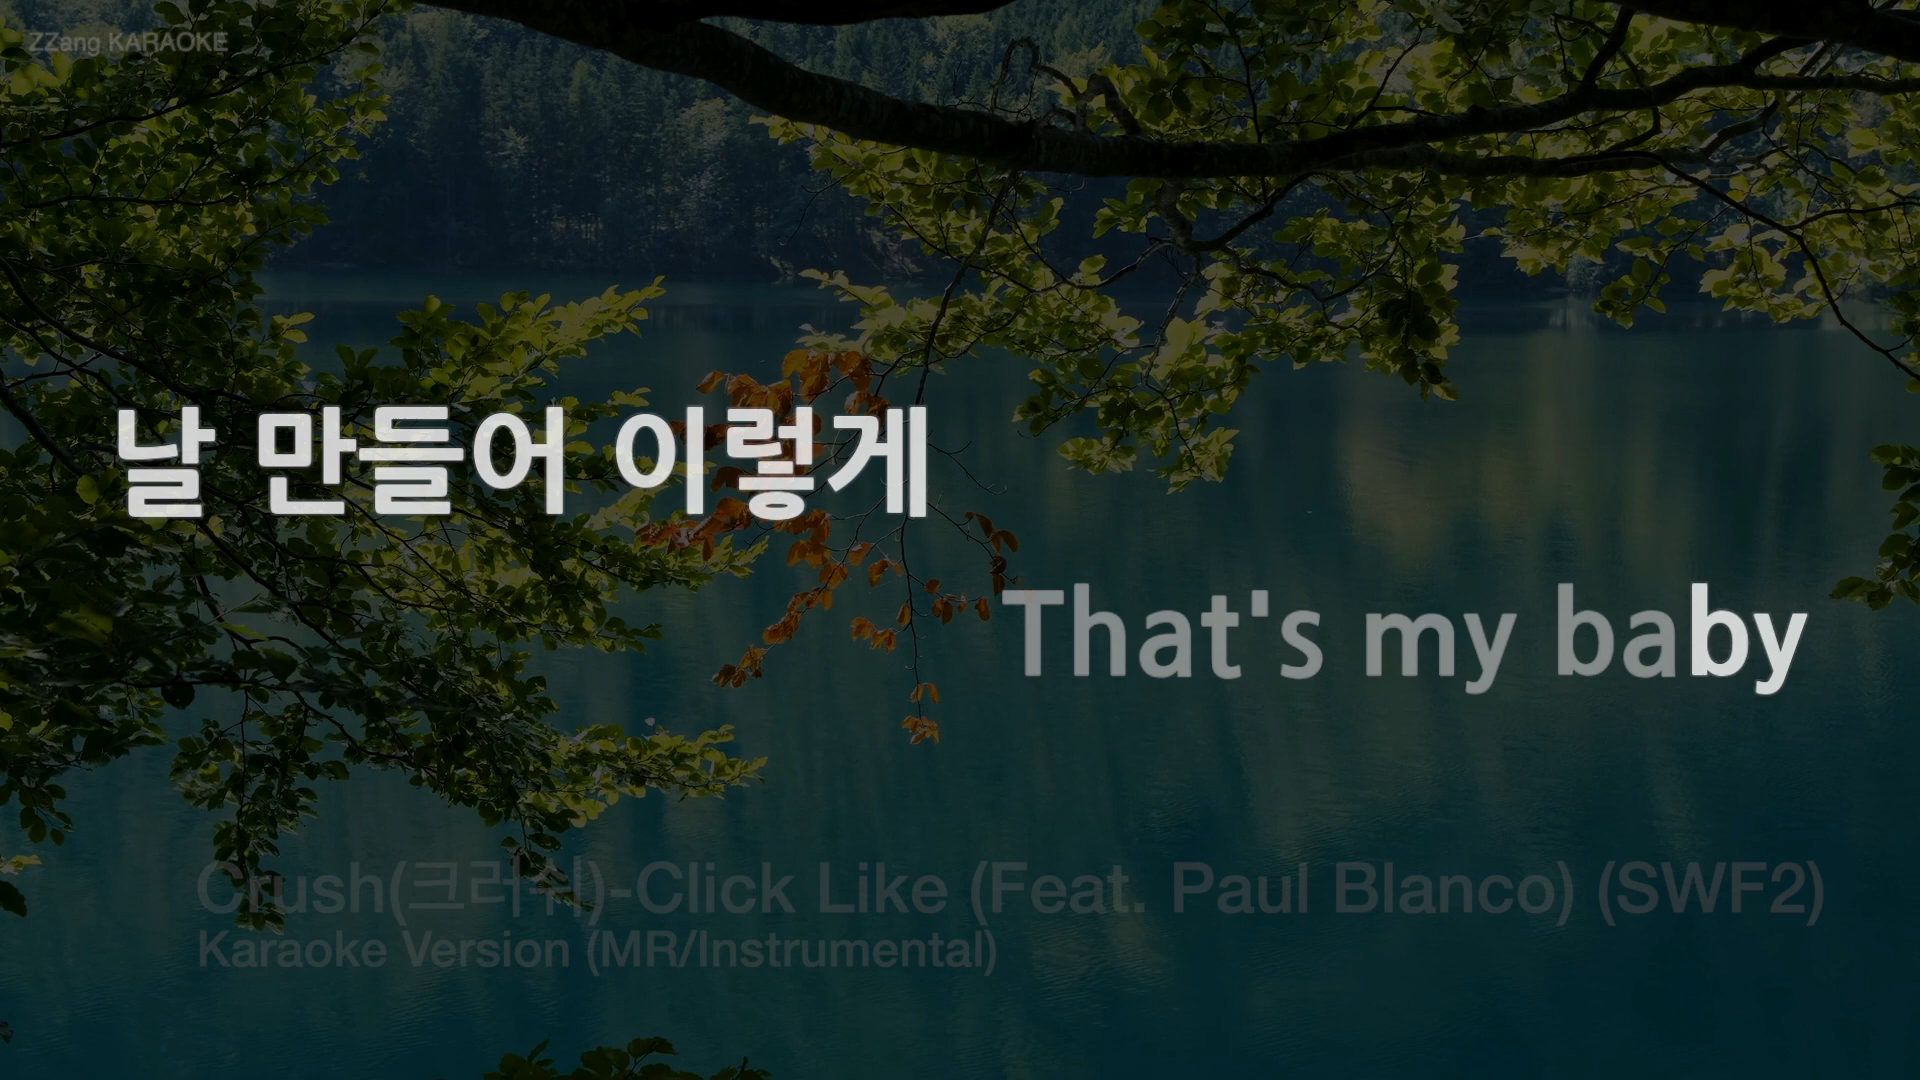 ZZang KARAOKE
날 만들어 이렇게
That's my baby
Crush(크러쉬)-Click Like (Feat. Paul Blanco) (SWF2)
Karaoke Version (MR/Instrumental)